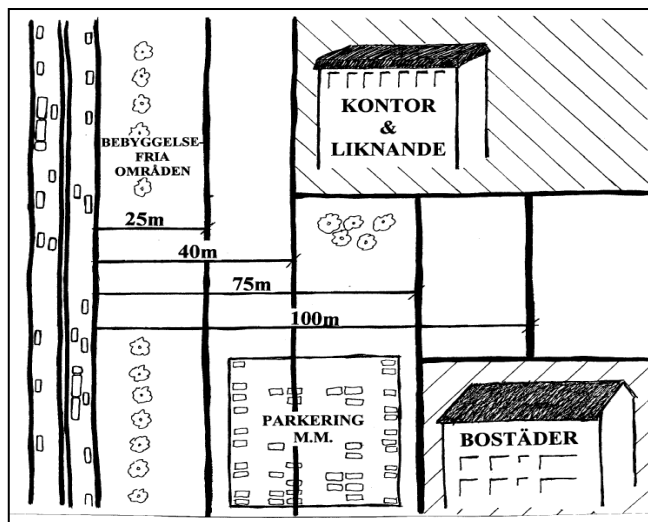 KONTOR
&
LIKNANDE
BEBYGGELSE-
FRIA
OMRÅDEN
25m
40m
75m
100m
PARKERING
M.M.
BOSTÄDER